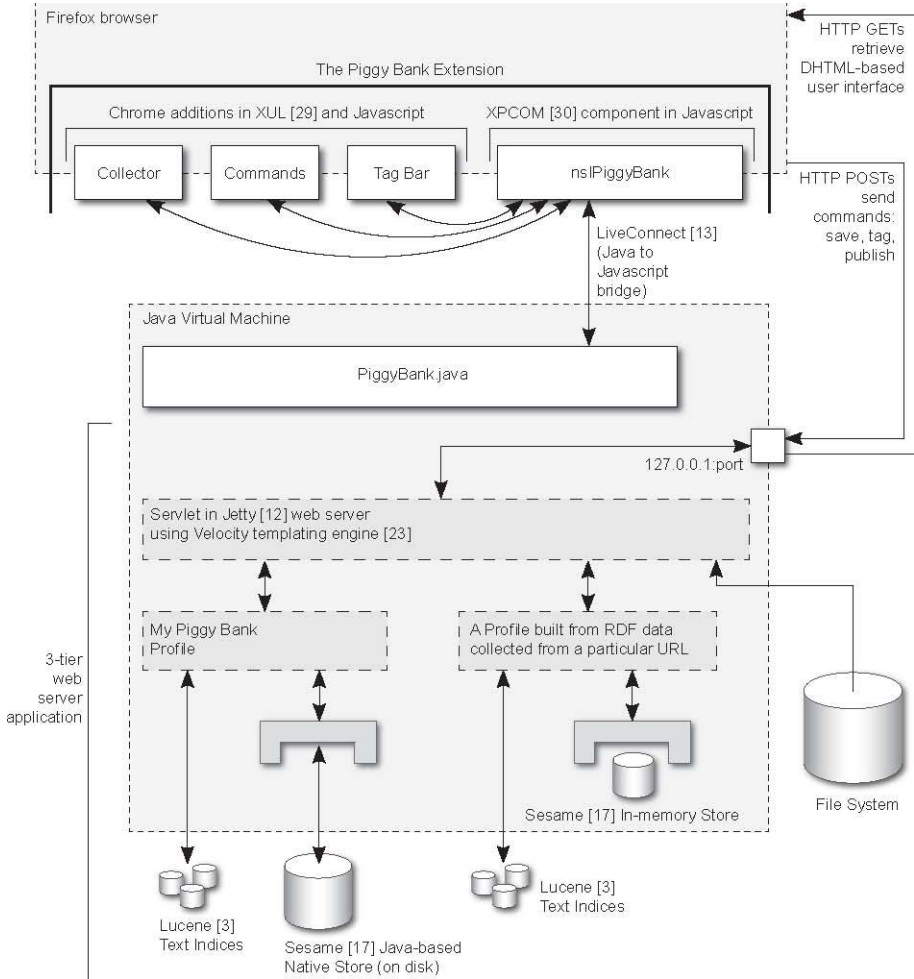 Firefox browser
HTTP GETs
retrieve
DHTML-based
user interface
The Piggy Bank Extension
Chrome additions in XUL [29] and Javascript
XPCOM [30] component in Javascript
Collector
Commands
Tag Bar
nsIPiggyBank
HTTP POSTs
send
commands:
save, tag,
publish
LiveConnect [13]
(Java to
Javascript
bridge)
Java Virtual Machine
PiggyBank.java
127.0.0.1:port
Servlet in Jetty [12] web server
using Velocity templating engine [23]
My Piggy Bank
Profile
A Profile built from RDF data
collected from a particular URL
3-tier
web
server
application
Sesame [17] In-memory Store
File System
Lucene [3]
Text Indices
Sesame [17] Java-based
Native Store (on disk)
Lucene [3]
Text Indices